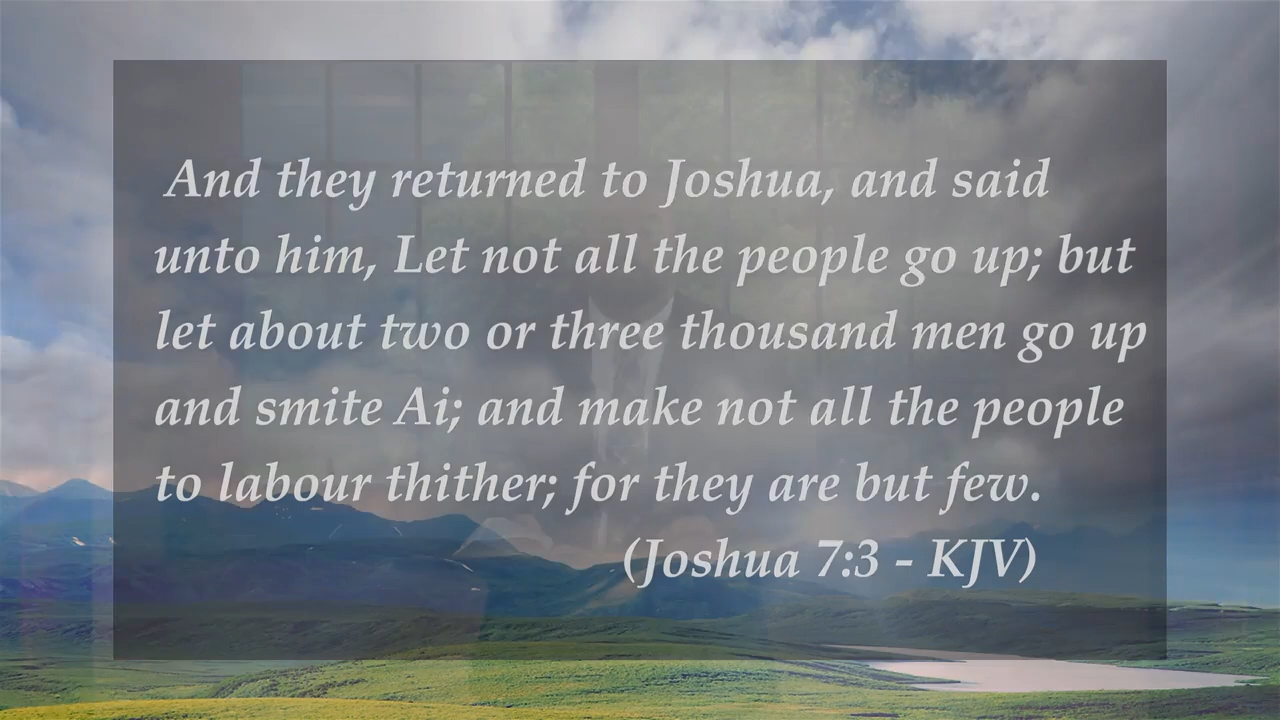 And they returned to Joshua, and said
unto him, Let not all the people go up; but
let about two or three thousand men go up
and smite Ai; and make not all the people
to labour thither; for they are but few.
(Joshua 7:3 - KJV)